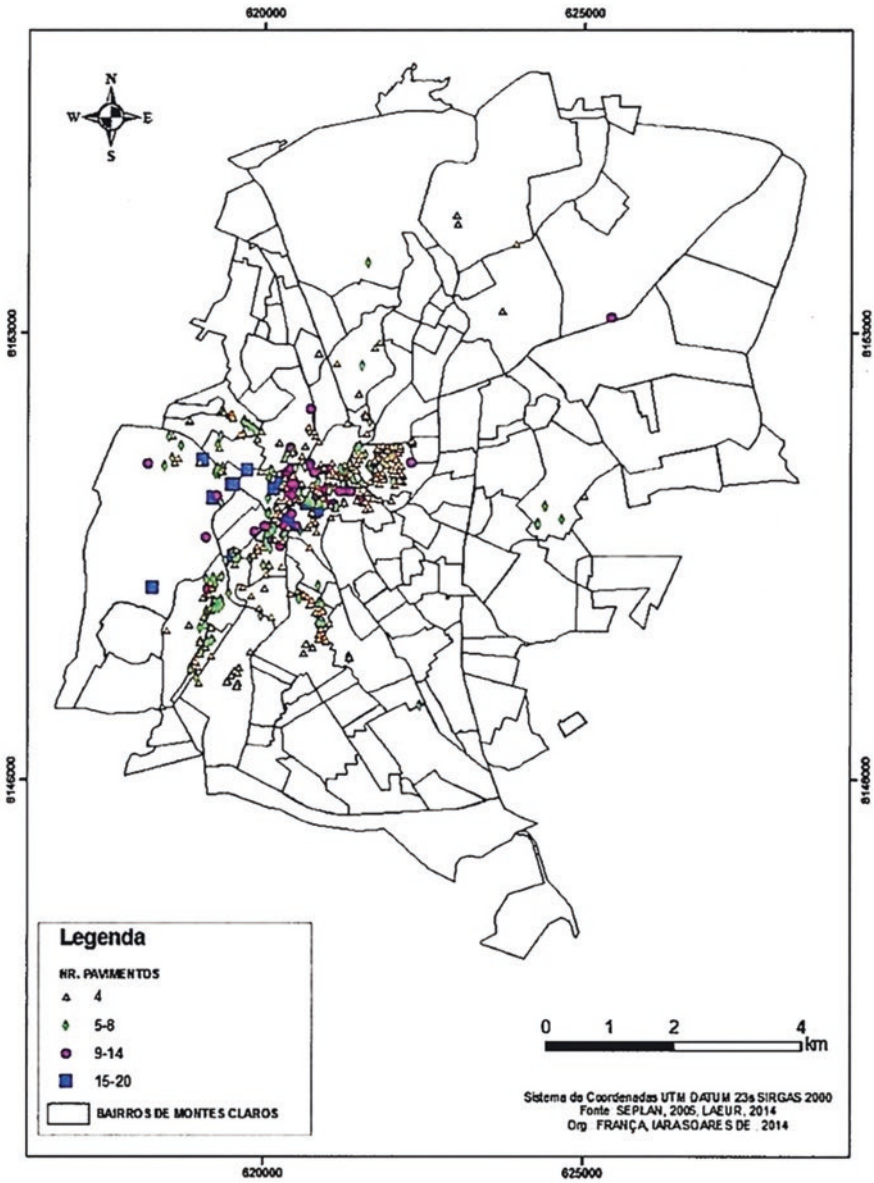 620000 625000
N
W E
S
8153000 8153000
8148000 8148000
Legenda
NR. PAVIMENTOS
4
5-8
9-14
15-20
BAIRROS DE MONTES CLAROS
0 1 2 4
km
Sistema de Coordenadas UTM DATUM 23s SIRGAS 2000
Fonte SEPLAN, 2005, LAEUR, 2014
Org FRANÇA, IARA SOARES DE , 2014
620000 625000